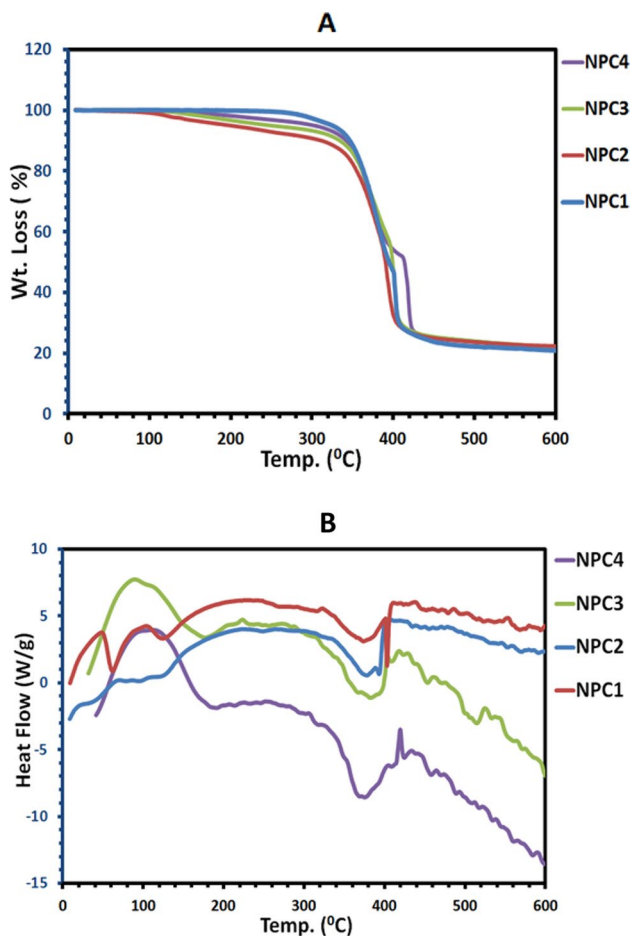 A
120
100
80
60
40
20
0
Wt. Loss ( %)
0 100 200 300 400 500 600
Temp. (⁰C)
NPC4
NPC3
NPC2
NPC1
B
10
5
0
-5
-10
-15
Heat Flow (W/g)
0 100 200 300 400 500 600
Temp. (⁰C)
NPC4
NPC3
NPC2
NPC1